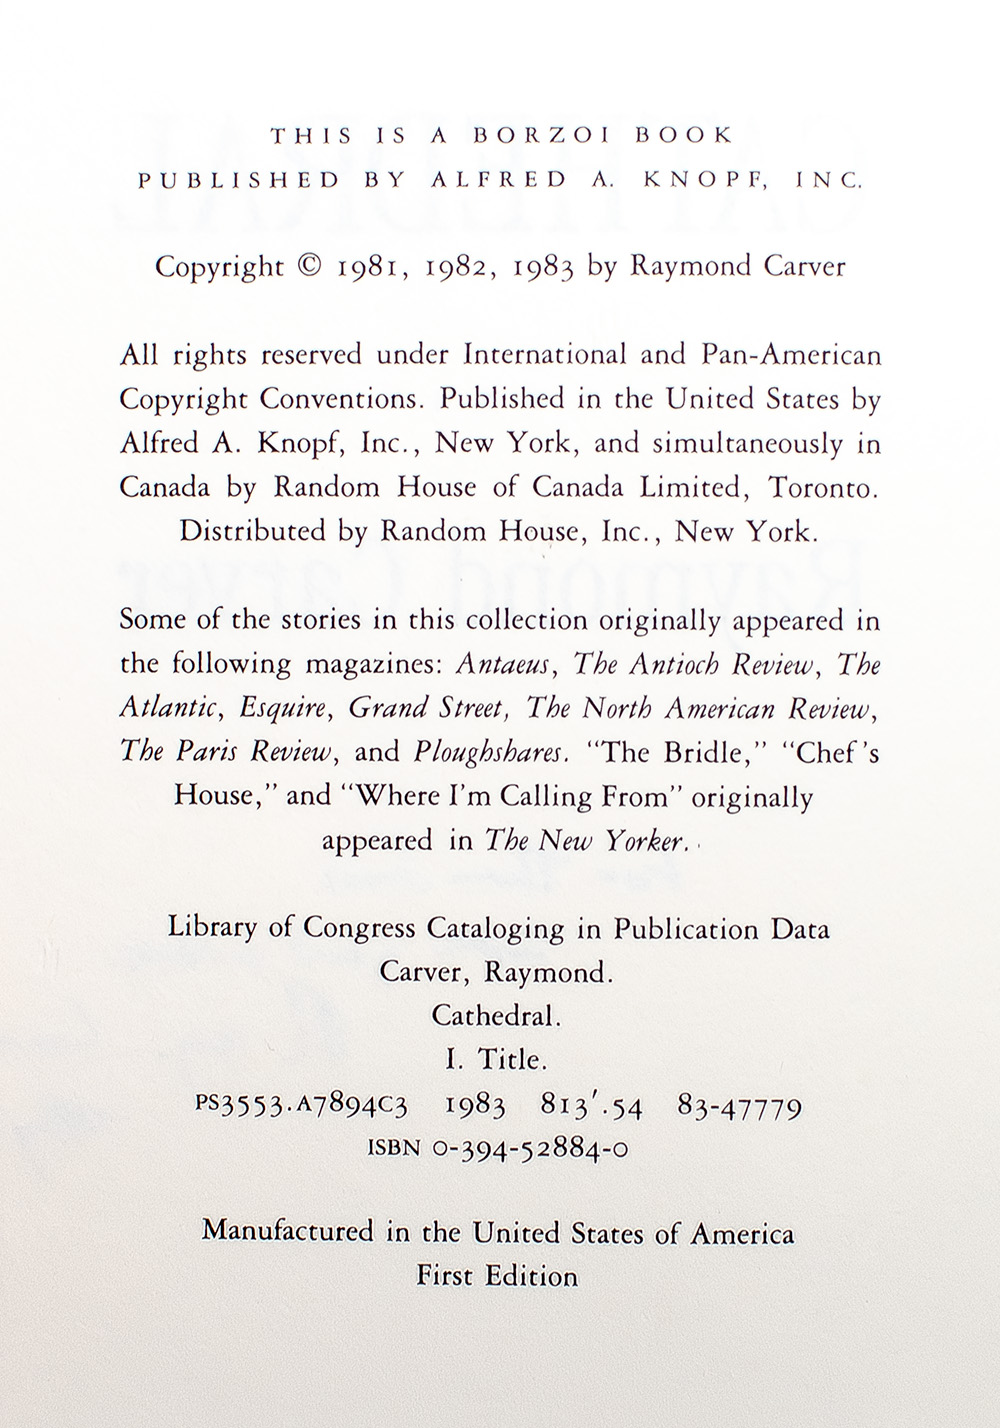 THIS IS A BORZOI BOOK
PUBLISHED BY ALFRED A. KNOPF, INC.
Copyright © 1981, 1982, 1983 by Raymond Carver
All rights reserved under International and Pan-American
Copyright Conventions. Published in the United States by
Alfred A. Knopf, Inc., New York, and simultaneously in
Canada by Random House of Canada Limited, Toronto.
Distributed by Random House, Inc., New York.
Some of the stories in this collection originally appeared in
the following magazines: Antaeus, The Antioch Review, The
Atlantic, Esquire, Grand Street, The North American Review,
The Paris Review, and Ploughshares. “The Bridle,” “Chef’s
House,” and “Where I’m Calling From” originally
appeared in The New Yorker.
Library of Congress Cataloging in Publication Data
Carver, Raymond.
Cathedral.
I. Title.
PS3553.A7894C3 1983 813′.54 83-47779
ISBN 0-394-52884-0
Manufactured in the United States of America
First Edition